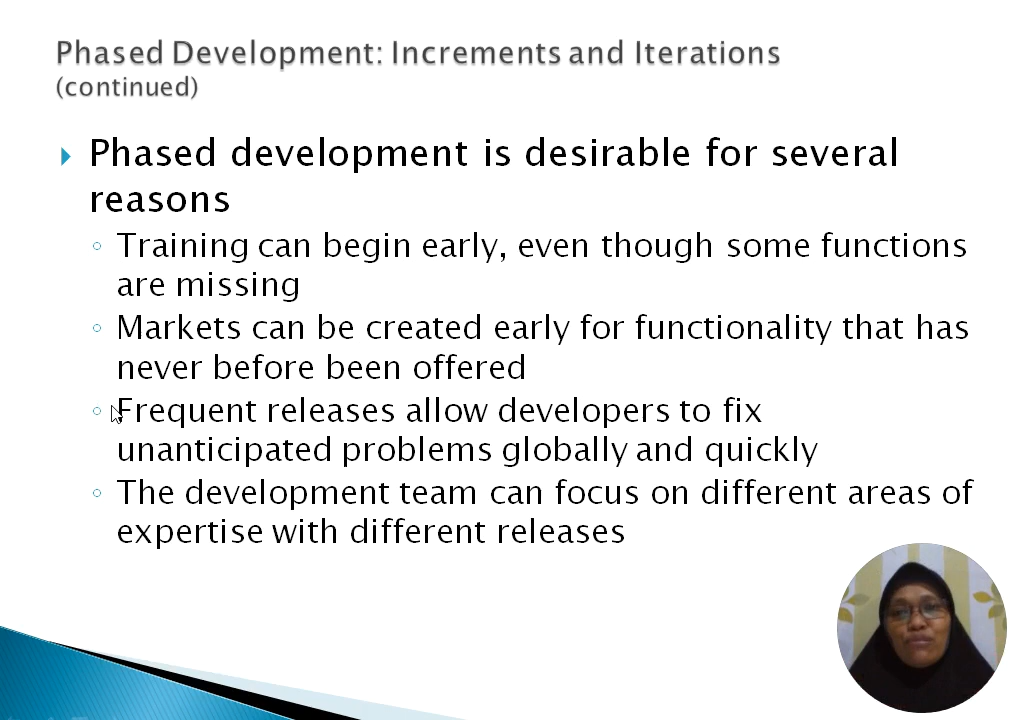 Phased Development: Increments and Iterations
(continued)
Phased development is desirable for several
reasons
Training can begin early, even though some functions
are missing
Markets can be created early for functionality that has
never before been offered
Frequent releases allow developers to fix
unanticipated problems globally and quickly
The development team can focus on different areas of
expertise with different releases